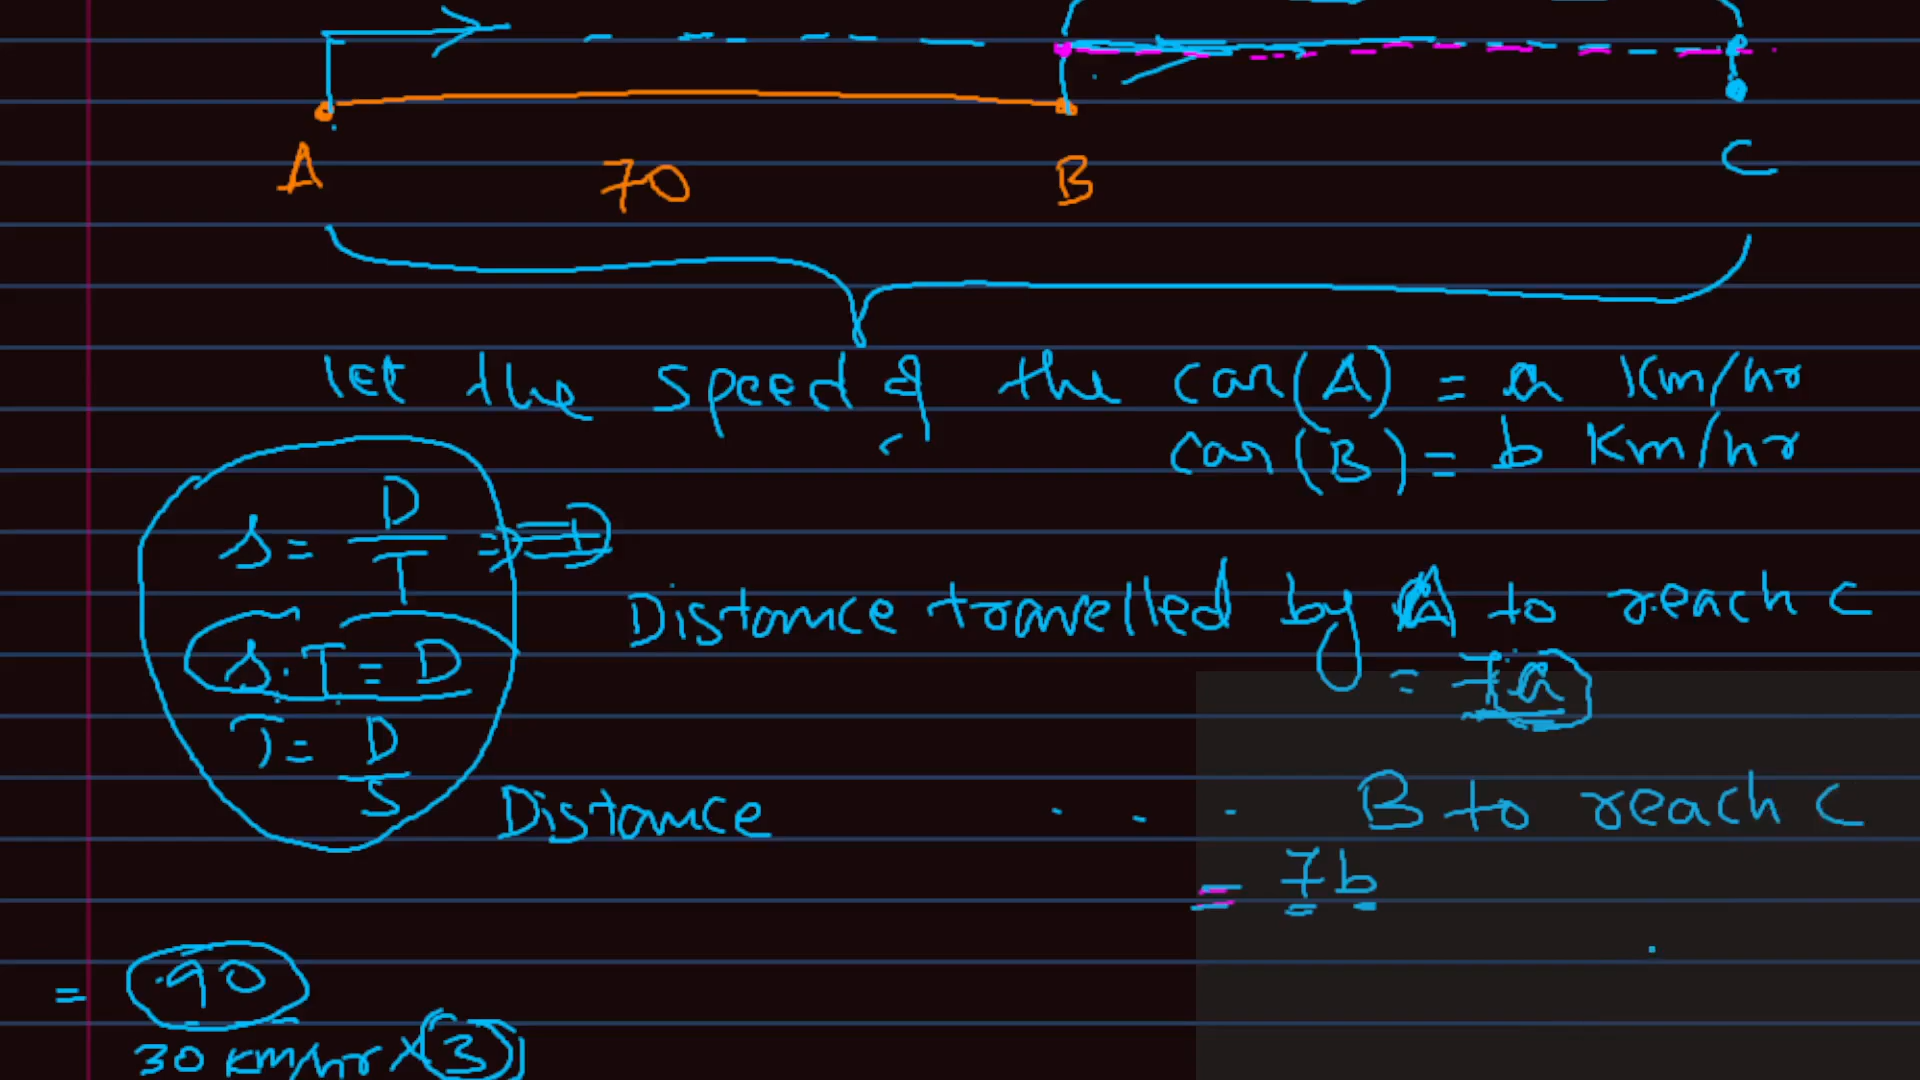 A 70 B C
let the speed of the car(A) = a Km/hr
car(B) = b Km/hr
S = D/T => D
Distance travelled by A to reach C
= 7a
S.T = D
T = D/S
Distance . . . B to reach C
= 7b
= 90
30 km/hr × 3